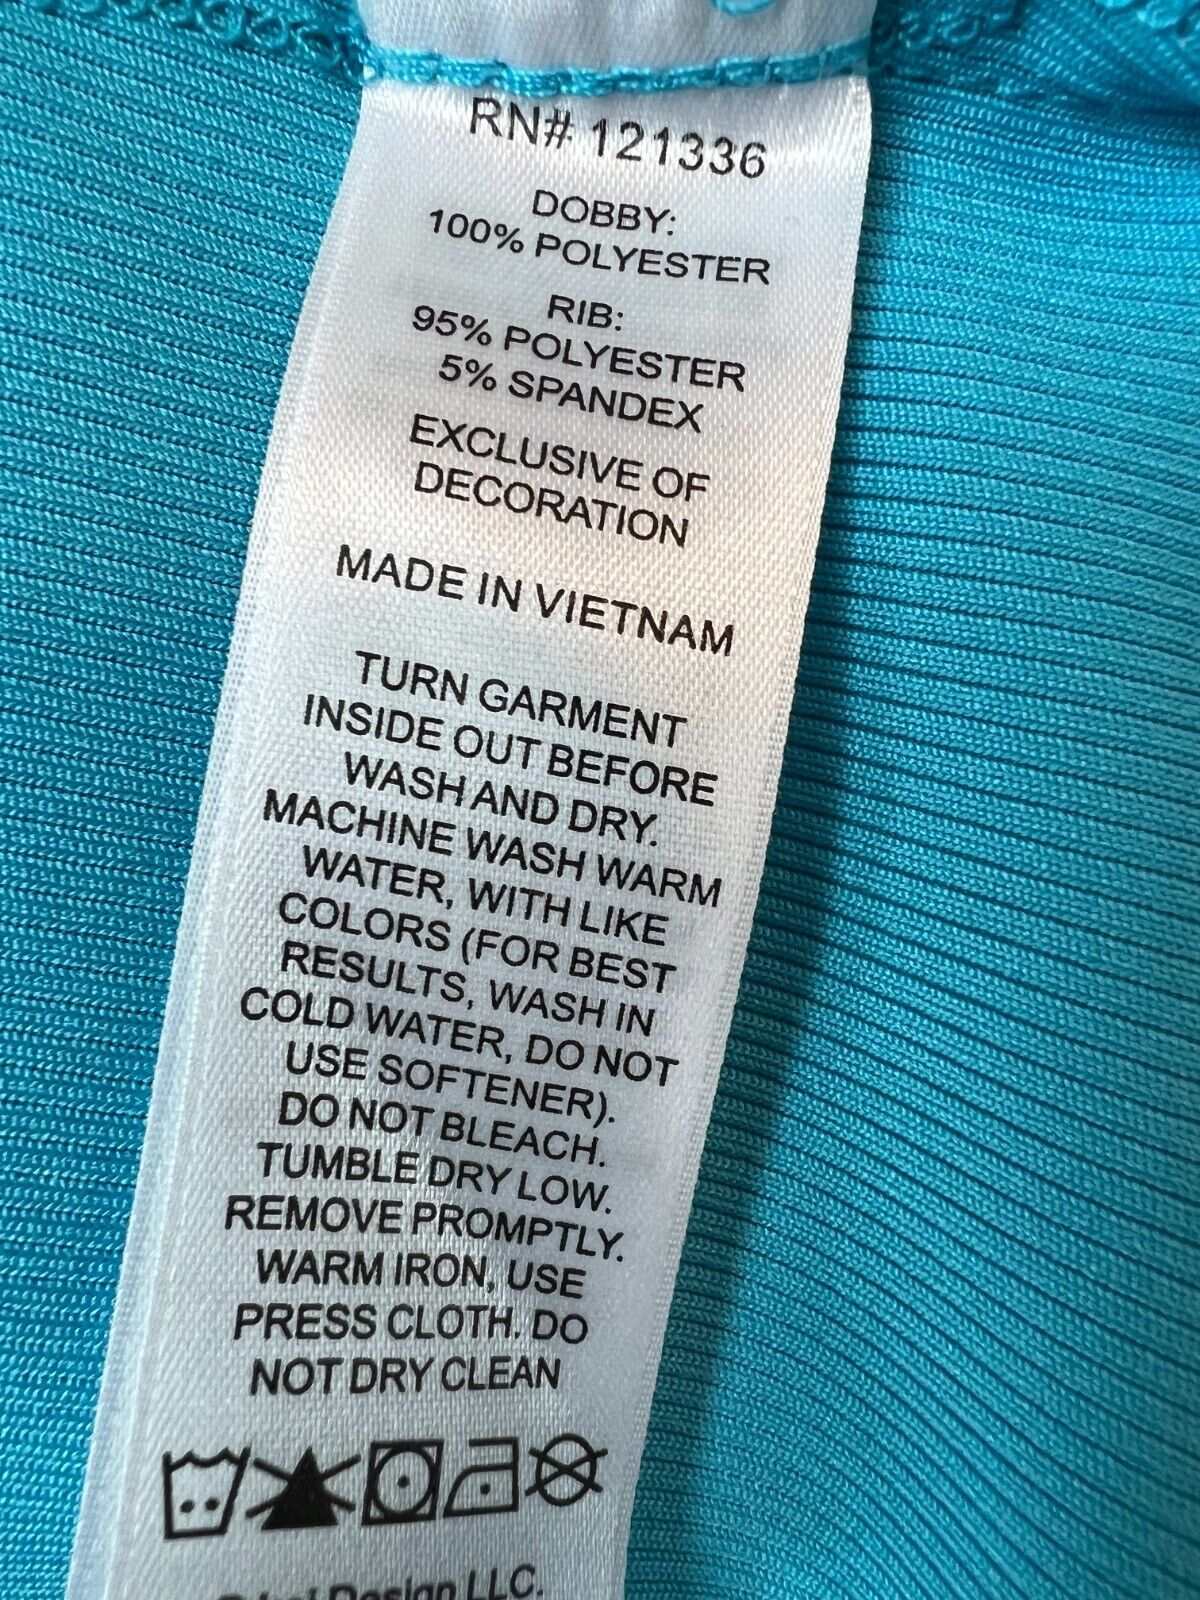 RN# 121336
DOBBY:
100% POLYESTER
RIB:
95% POLYESTER
5% SPANDEX
EXCLUSIVE OF
DECORATION
MADE IN VIETNAM
TURN GARMENT
INSIDE OUT BEFORE
WASH AND DRY.
MACHINE WASH WARM
WATER, WITH LIKE
COLORS (FOR BEST
RESULTS, WASH IN
COLD WATER, DO NOT
USE SOFTENER).
DO NOT BLEACH.
TUMBLE DRY LOW.
REMOVE PROMPTLY.
WARM IRON, USE
PRESS CLOTH. DO
NOT DRY CLEAN
Design LLC.